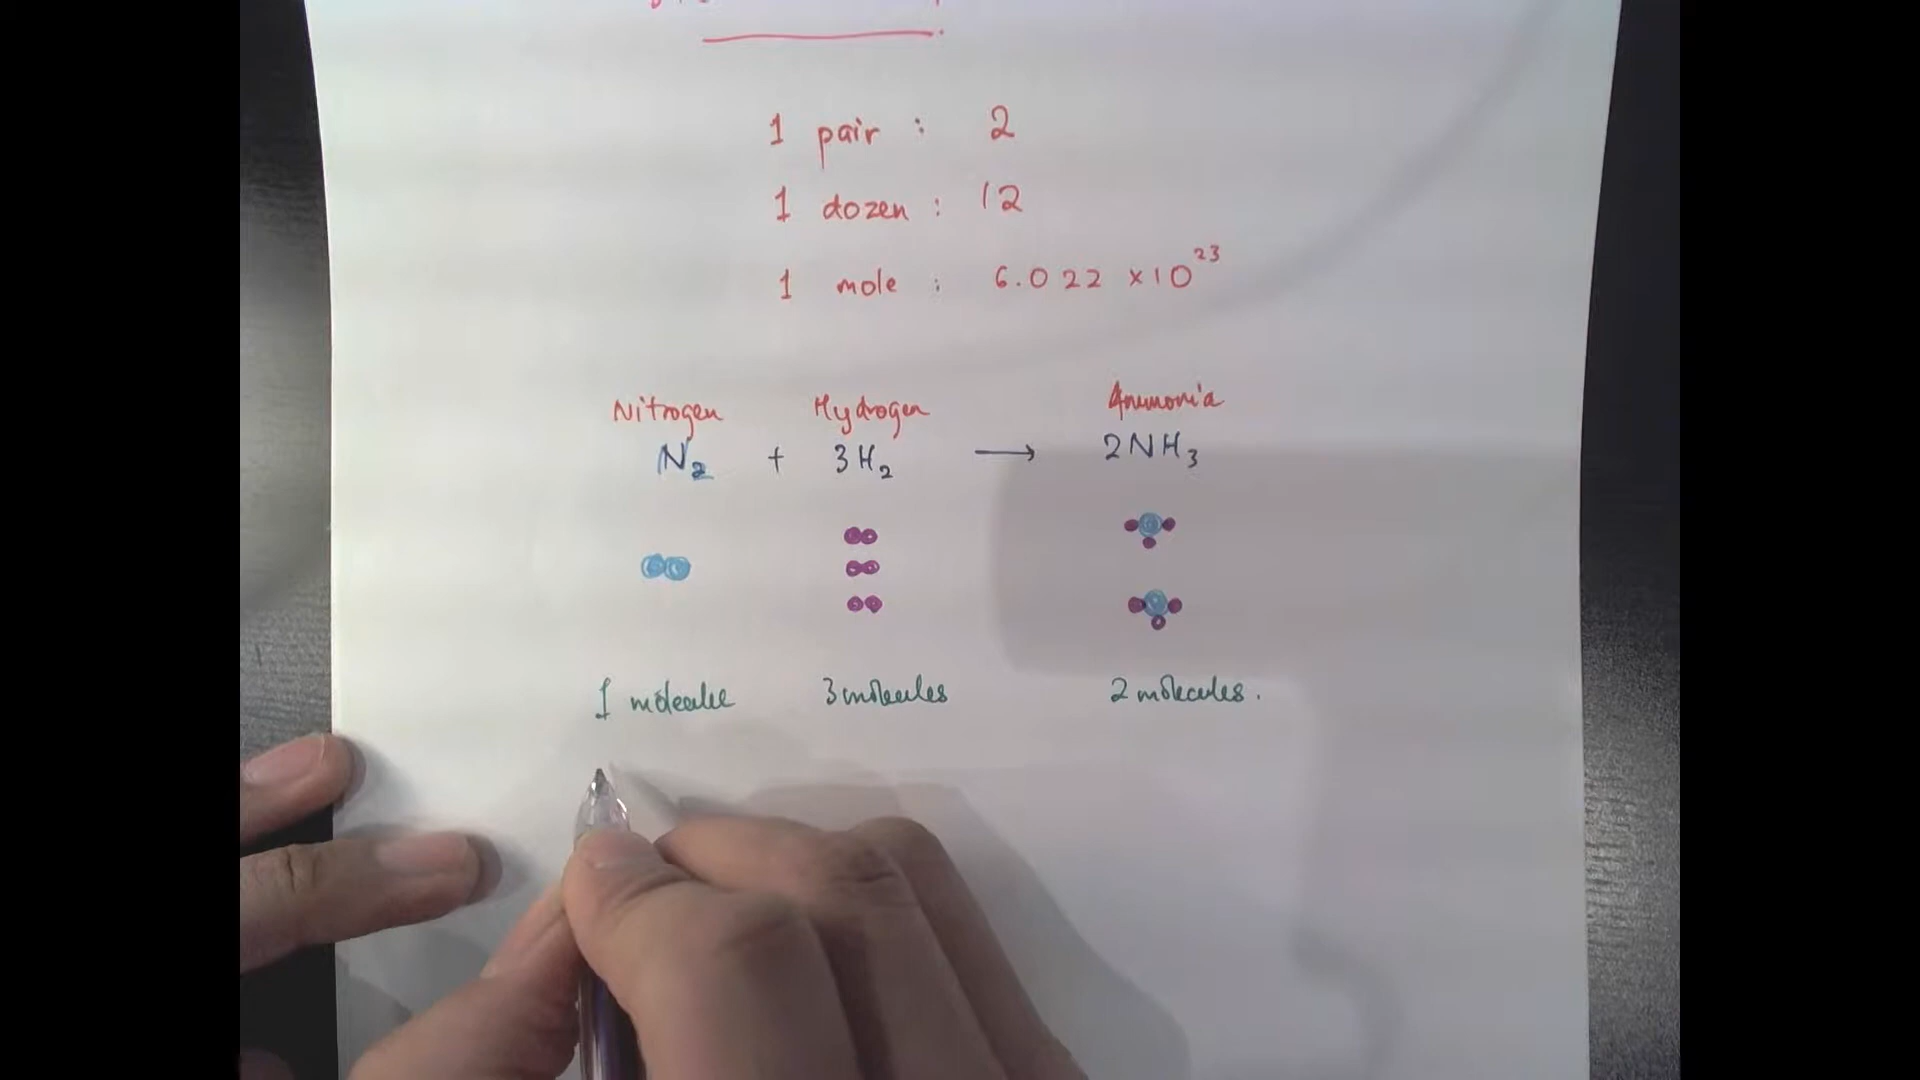 1 pair : 2
1 dozen : 12
1 mole : 6.022 ×10²³
Nitrogen Hydrogen Ammonia
N₂ + 3H₂ → 2NH₃
1 molecule 3 molecules 2 molecules.